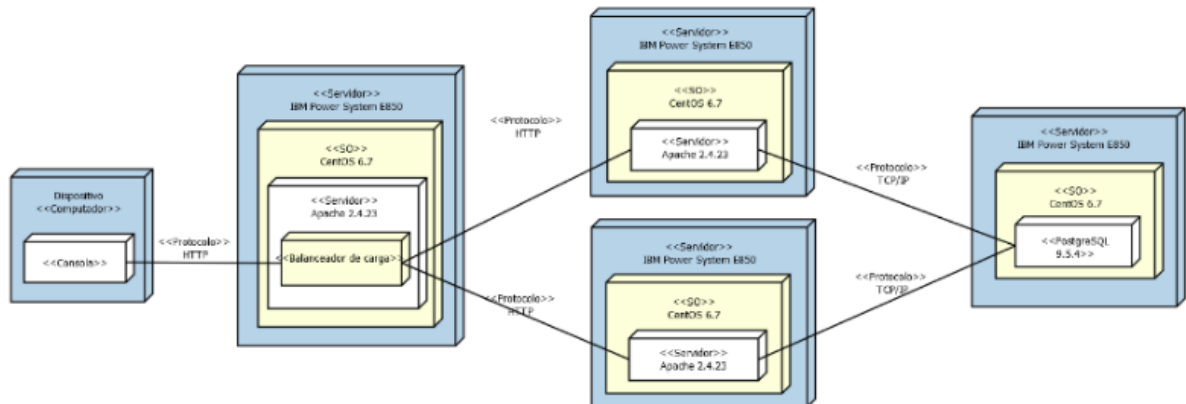 Dispositivo
<<Computador>>
<<Consola>>
<<Protocolo>>
HTTP
<<Servidor>>
IBM Power System E850
<<SO>>
CentOS 6.7
<<Servidor>>
Apache 2.4.23
<<Balanceador de carga>>
<<Protocolo>>
HTTP
<<Protocolo>>
HTTP
<<Servidor>>
IBM Power System E850
<<SO>>
CentOS 6.7
<<Servidor>>
Apache 2.4.23
<<Servidor>>
IBM Power System E850
<<SO>>
CentOS 6.7
<<Servidor>>
Apache 2.4.23
<<Protocolo>>
TCP/IP
<<Protocolo>>
TCP/IP
<<Servidor>>
IBM Power System E850
<<SO>>
CentOS 6.7
<<PostgreSQL
9.5.4>>